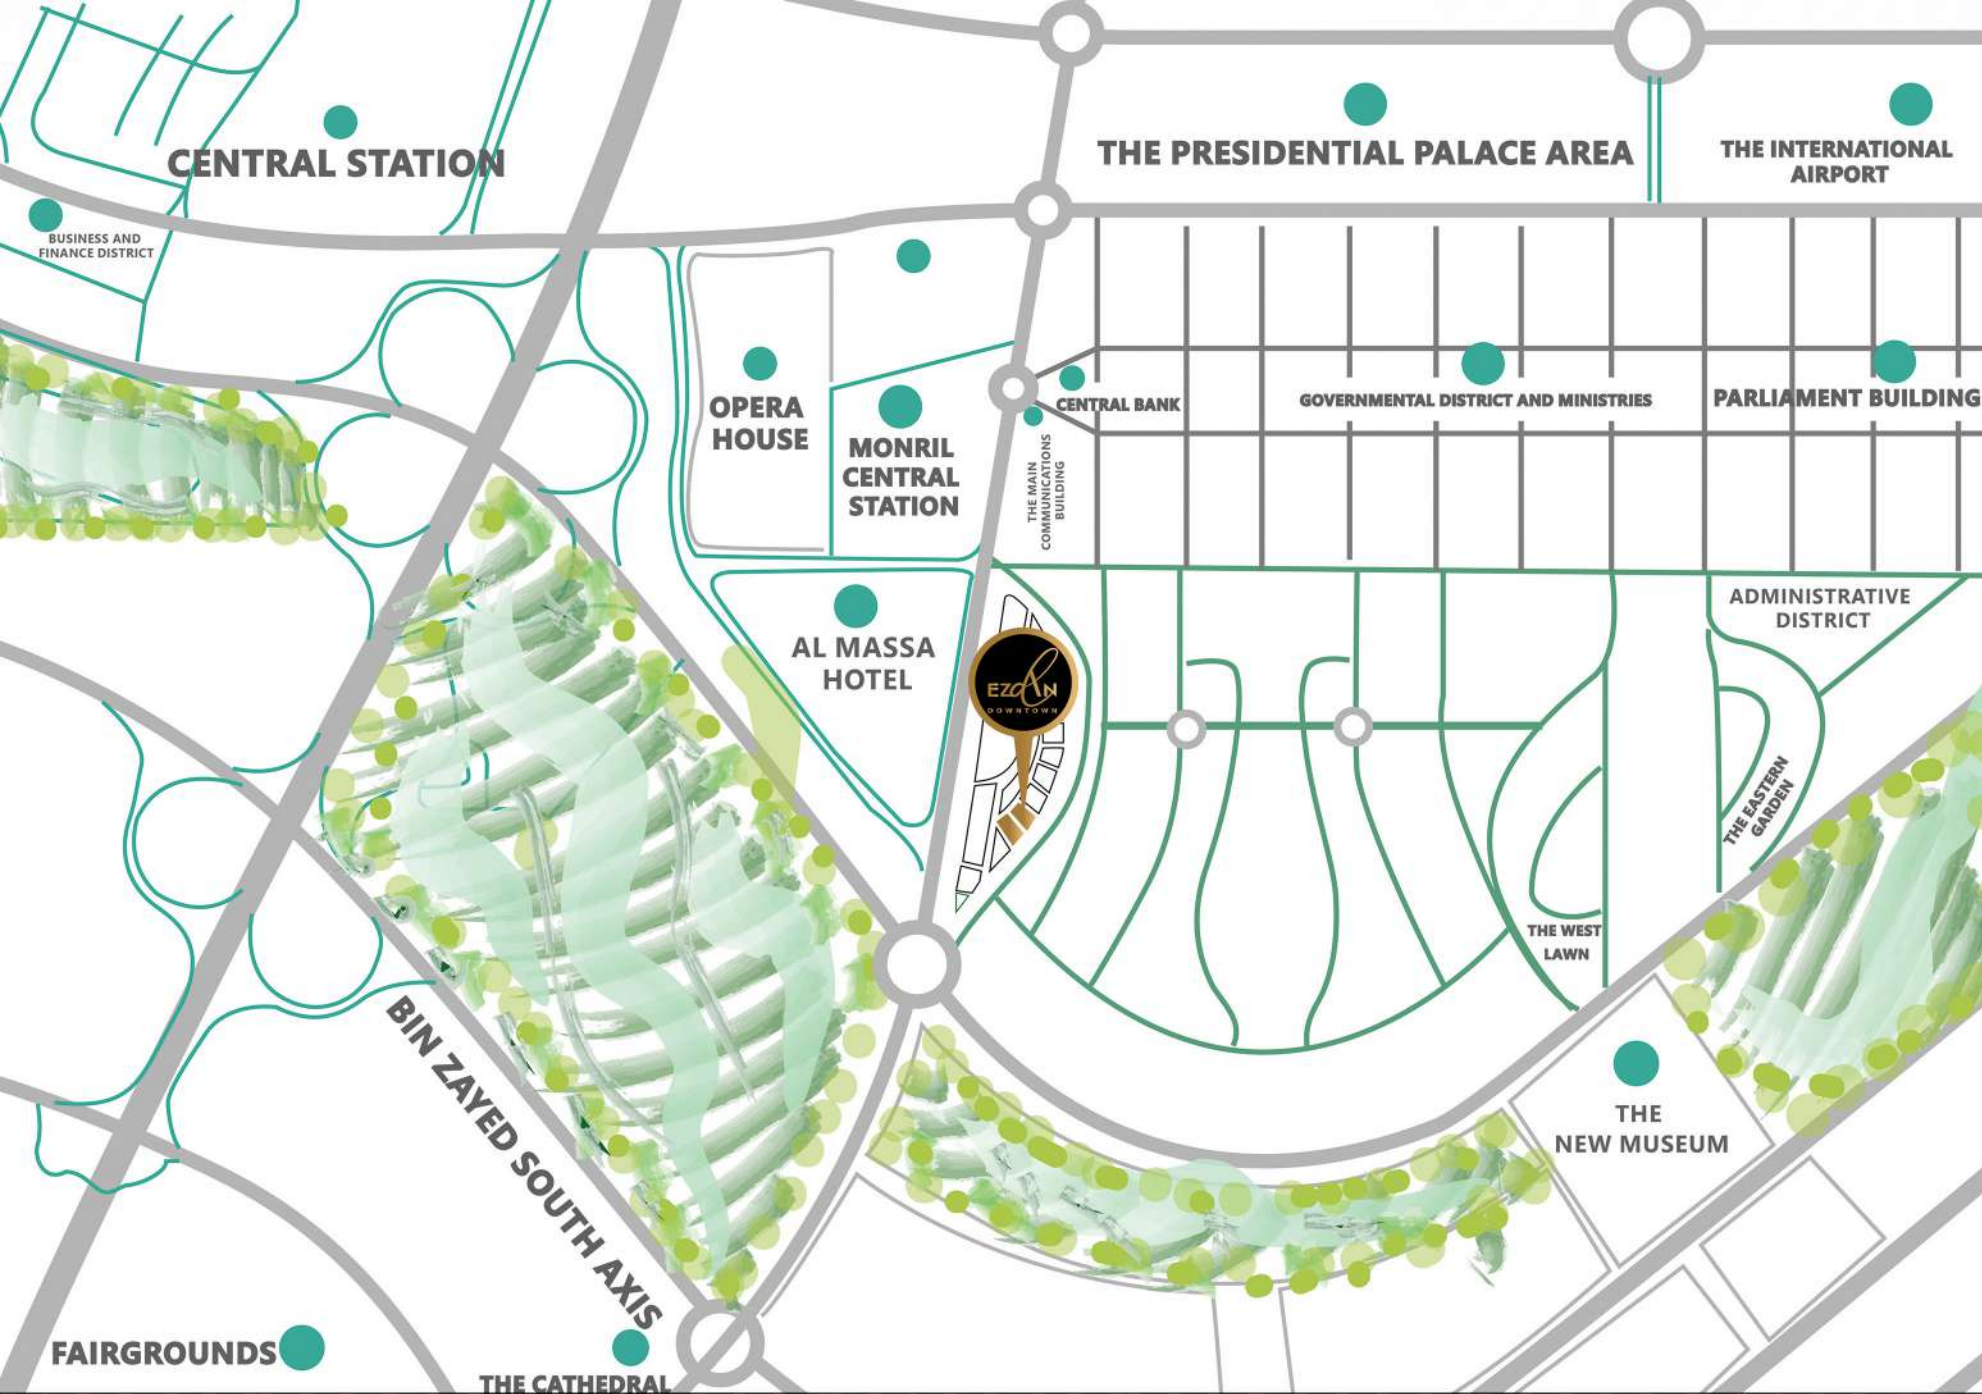 CENTRAL STATION
THE PRESIDENTIAL PALACE AREA
THE INTERNATIONAL
AIRPORT
BUSINESS AND
FINANCE DISTRICT
OPERA
HOUSE
MONRIL
CENTRAL
STATION
CENTRAL BANK
THE MAIN
COMMUNICATIONS
BUILDING
GOVERNMENTAL DISTRICT AND MINISTRIES
PARLIAMENT BUILDING
ADMINISTRATIVE
DISTRICT
AL MASSA
HOTEL
EZdAN
DOWNTOWN
THE EASTERN
GARDEN
THE WEST
LAWN
BIN ZAYED SOUTH AXIS
THE
NEW MUSEUM
FAIRGROUNDS
THE CATHEDRAL